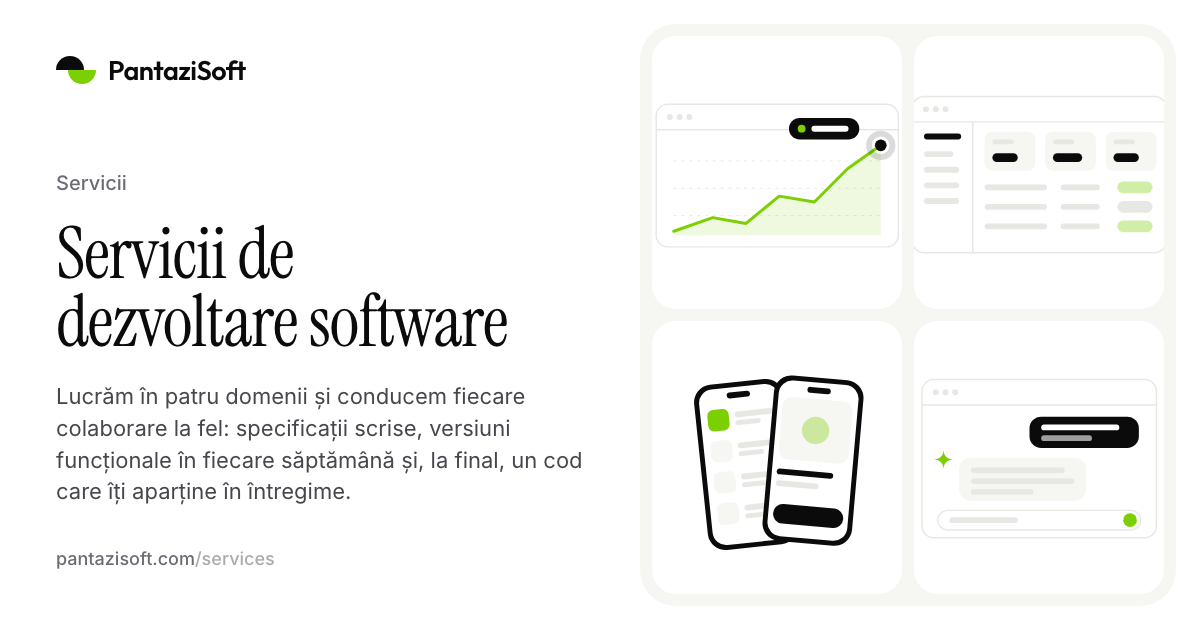 PantaziSoft
Servicii
Servicii de
dezvoltare software
Lucrăm în patru domenii și conducem fiecare
colaborare la fel: specificații scrise, versiuni
funcționale în fiecare săptămână și, la final, un cod
care îți aparține în întregime.
pantazisoft.com/services